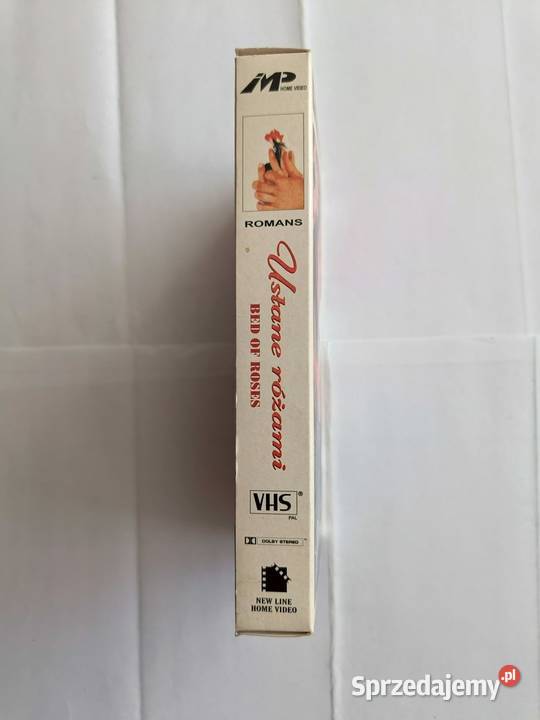 IMP
HOME VIDEO
ROMANS
Usłane różami
BED OF ROSES
VHS ®
PAL
DOLBY STEREO ™
NEW LINE
HOME VIDEO
Sprzedajemy.pl